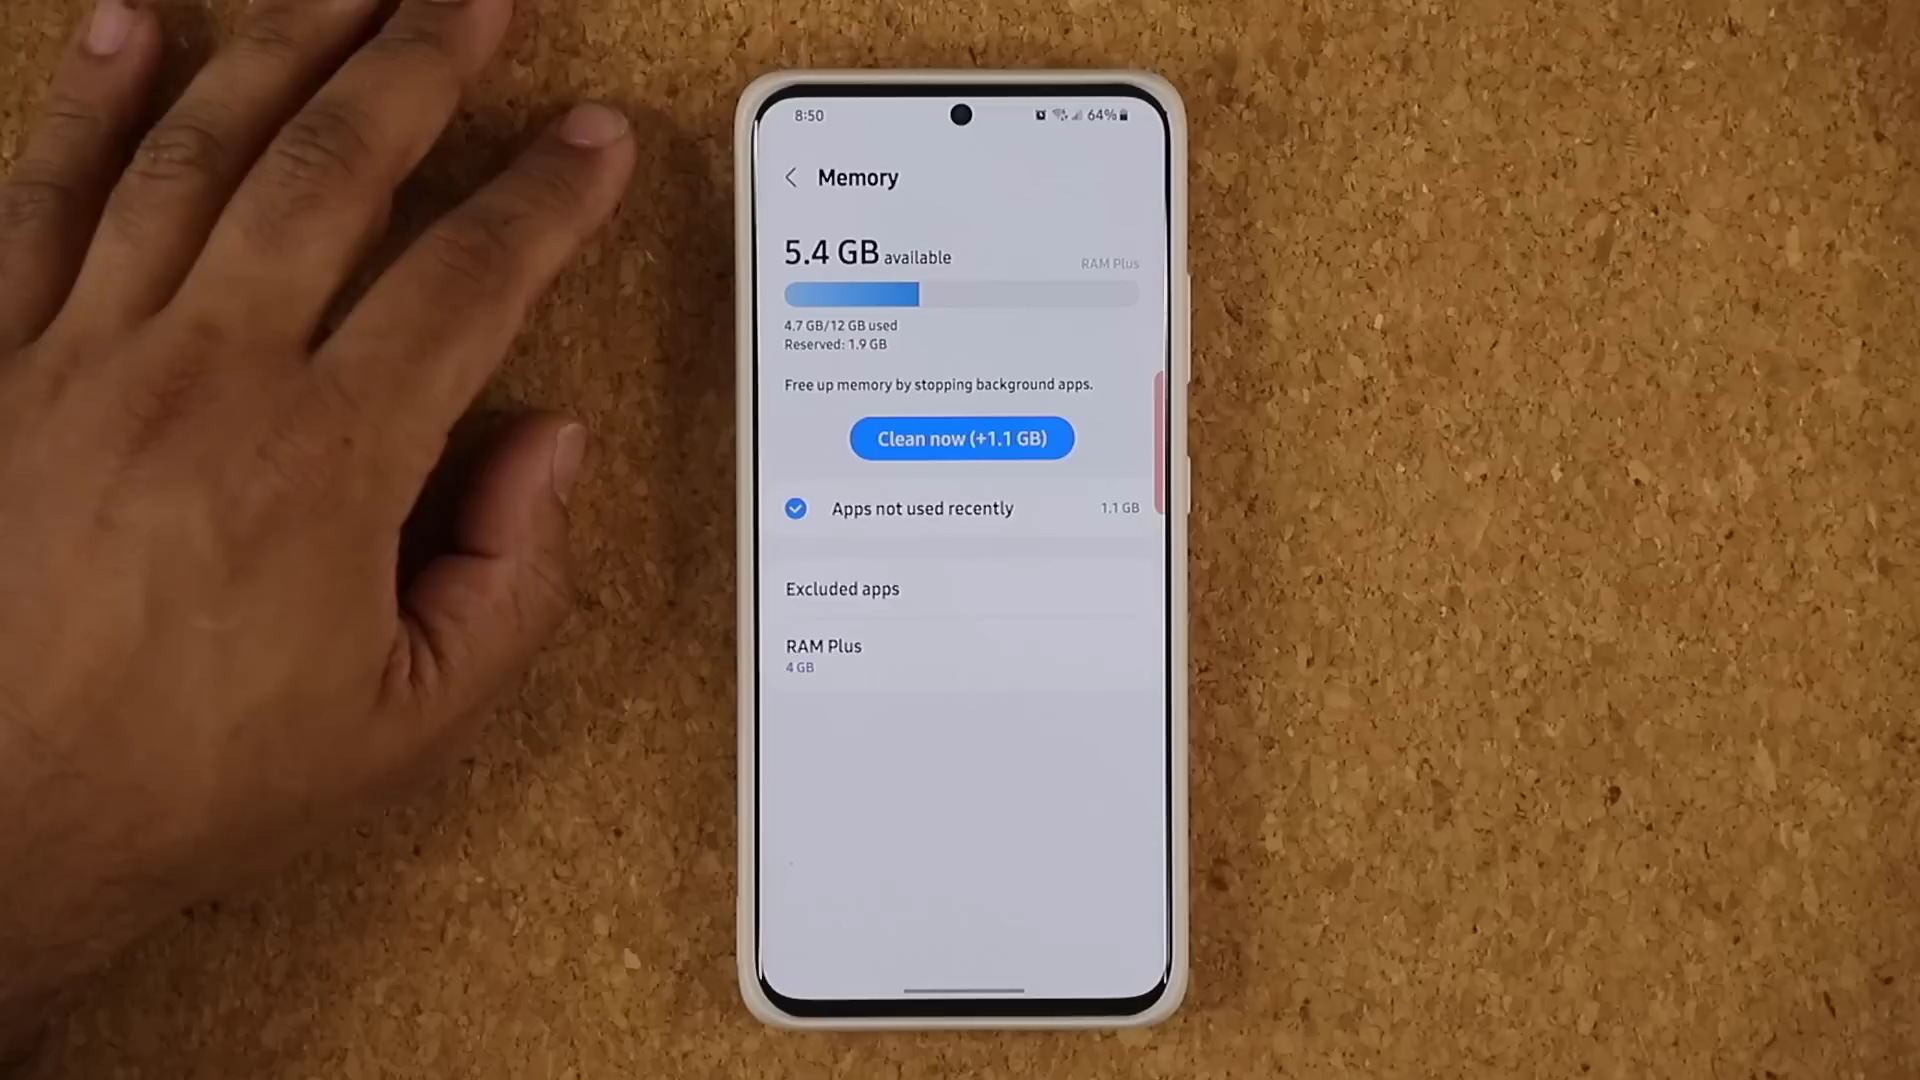 8:50 64%
Memory
5.4 GB available
RAM Plus
4.7 GB/12 GB used
Reserved: 1.9 GB
Free up memory by stopping background apps.
Clean now (+1.1 GB)
Apps not used recently 1.1 GB
Excluded apps
RAM Plus
4 GB